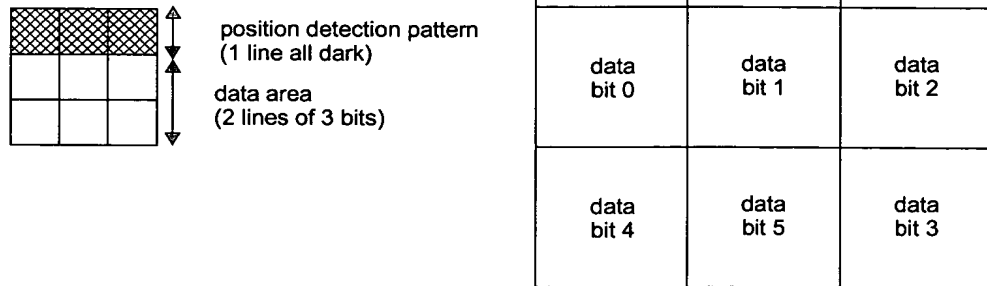 position detection pattern
(1 line all dark)
data area
(2 lines of 3 bits)
data
bit 0
data
bit 1
data
bit 2
data
bit 4
data
bit 5
data
bit 3